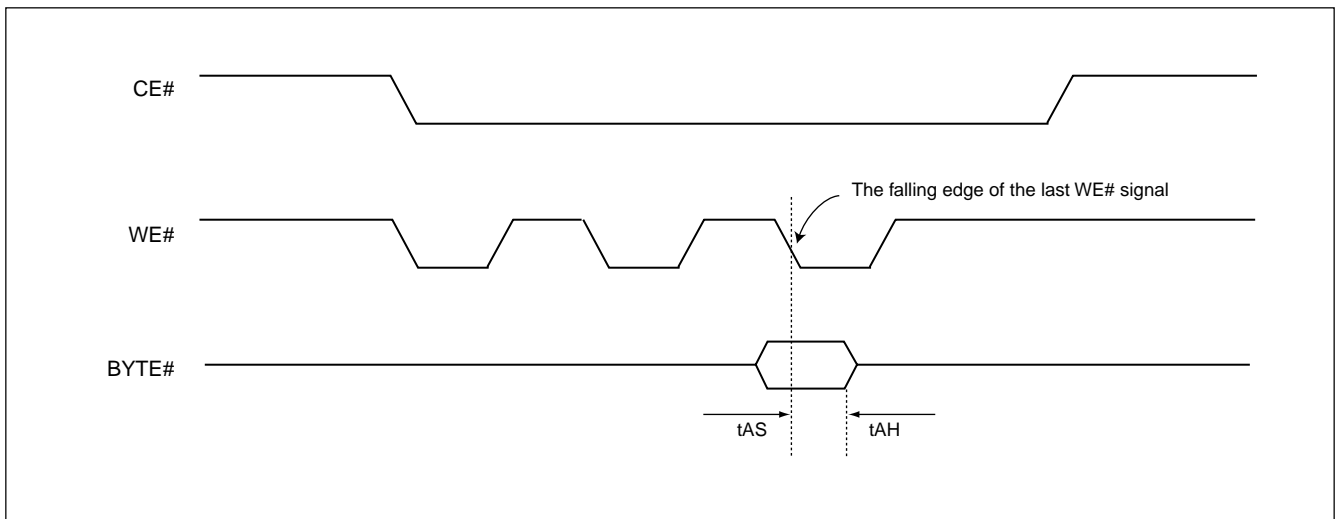 CE#
The falling edge of the last WE# signal
WE#
BYTE#
tAS
tAH